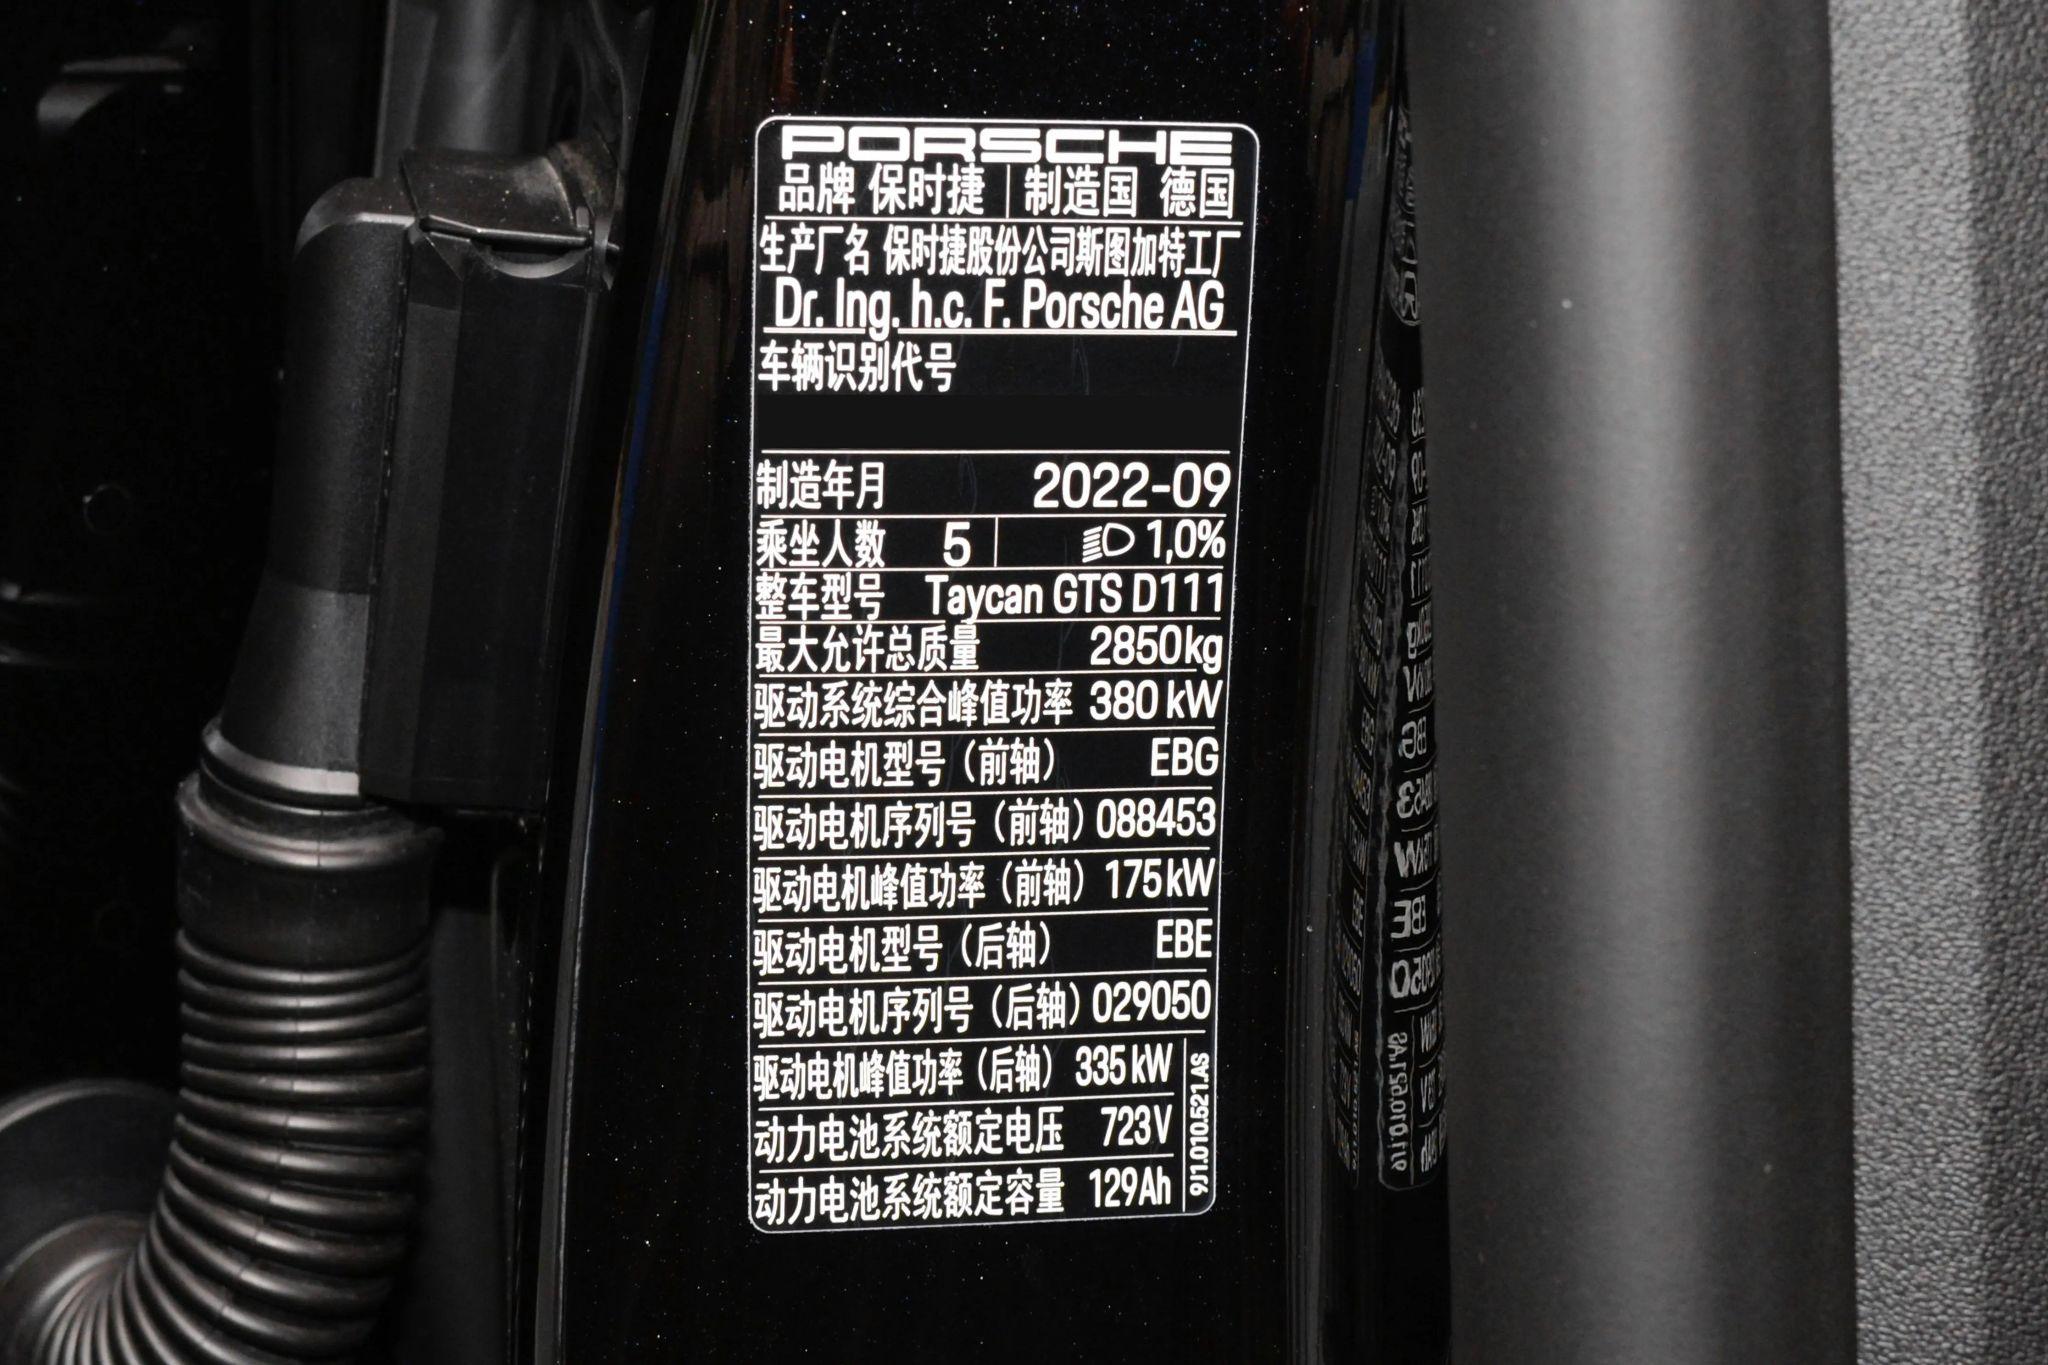 PORSCHE
品牌 保时捷 制造国 德国
生产厂名 保时捷股份公司斯图加特工厂
Dr. Ing. h.c. F. Porsche AG
车辆识别代号
制造年月 2022-09
乘坐人数 5 1,0%
整车型号 Taycan GTS D111
最大允许总质量 2850kg
驱动系统综合峰值功率 380 kW
驱动电机型号（前轴） EBG
驱动电机序列号（前轴）088453
驱动电机峰值功率（前轴）175kW
驱动电机型号（后轴） EBE
驱动电机序列号（后轴）029050
驱动电机峰值功率（后轴）335 kW
动力电池系统额定电压 723V
动力电池系统额定容量 129Ah
9J1.010.521.AS